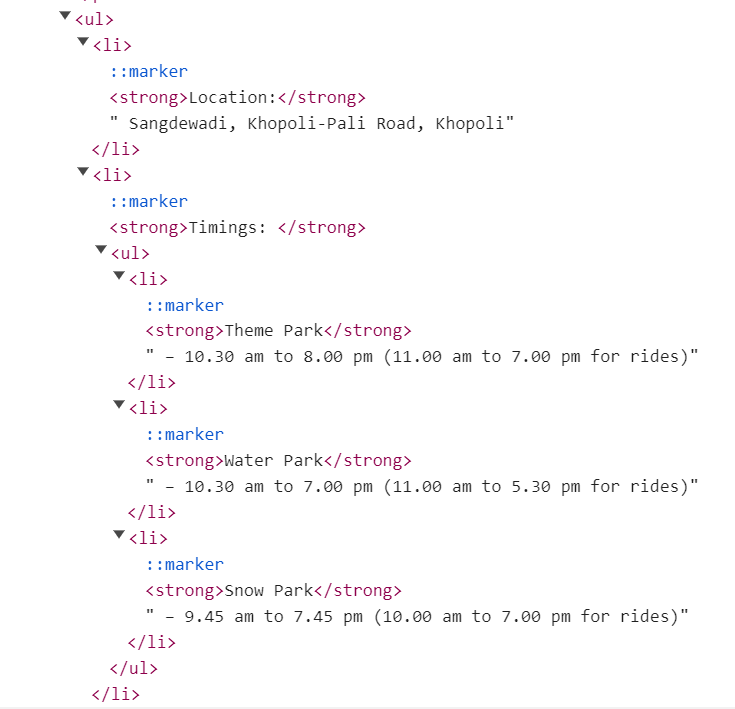 <ul>
<li>
::marker
<strong>Location:</strong>
" Sangdewadi, Khopoli-Pali Road, Khopoli"
</li>
<li>
::marker
<strong>Timings: </strong>
<ul>
<li>
::marker
<strong>Theme Park</strong>
" – 10.30 am to 8.00 pm (11.00 am to 7.00 pm for rides)"
</li>
<li>
::marker
<strong>Water Park</strong>
" – 10.30 am to 7.00 pm (11.00 am to 5.30 pm for rides)"
</li>
<li>
::marker
<strong>Snow Park</strong>
" – 9.45 am to 7.45 pm (10.00 am to 7.00 pm for rides)"
</li>
</ul>
</li>